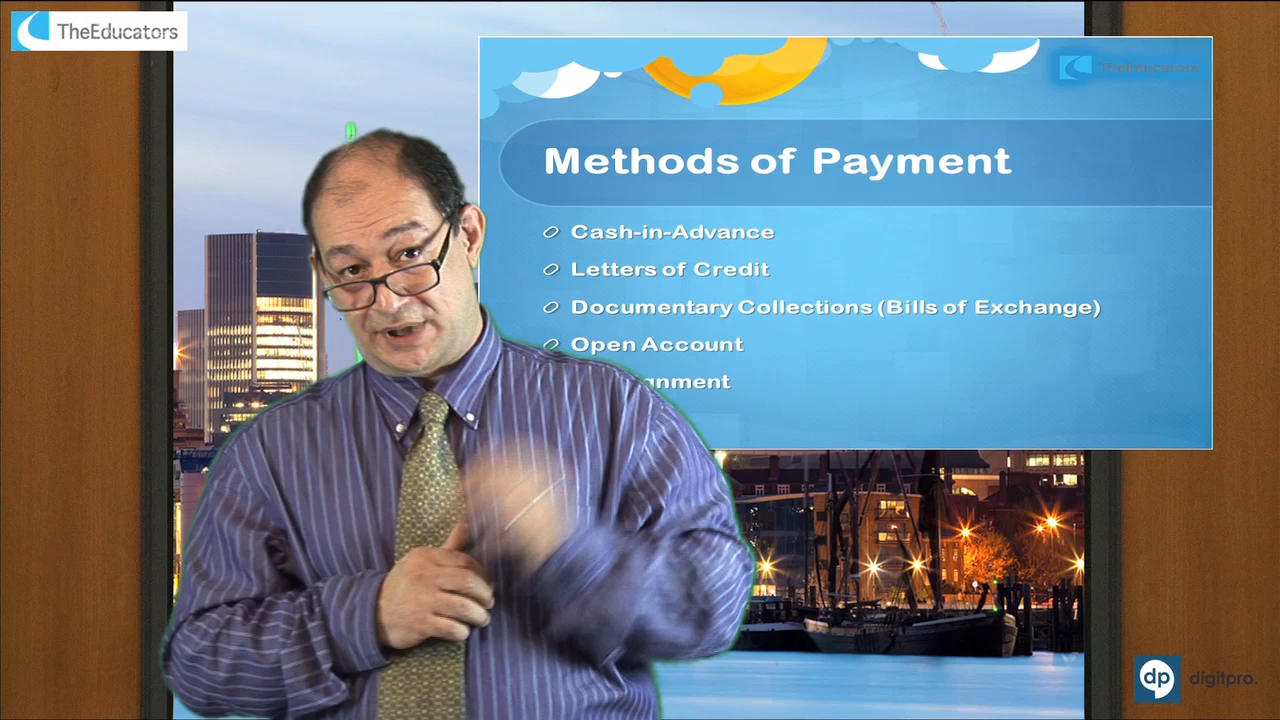 TheEducators
TheEducators
Methods of Payment
Cash-in-Advance
Letters of Credit
Documentary Collections (Bills of Exchange)
Open Account
dp digitpro.